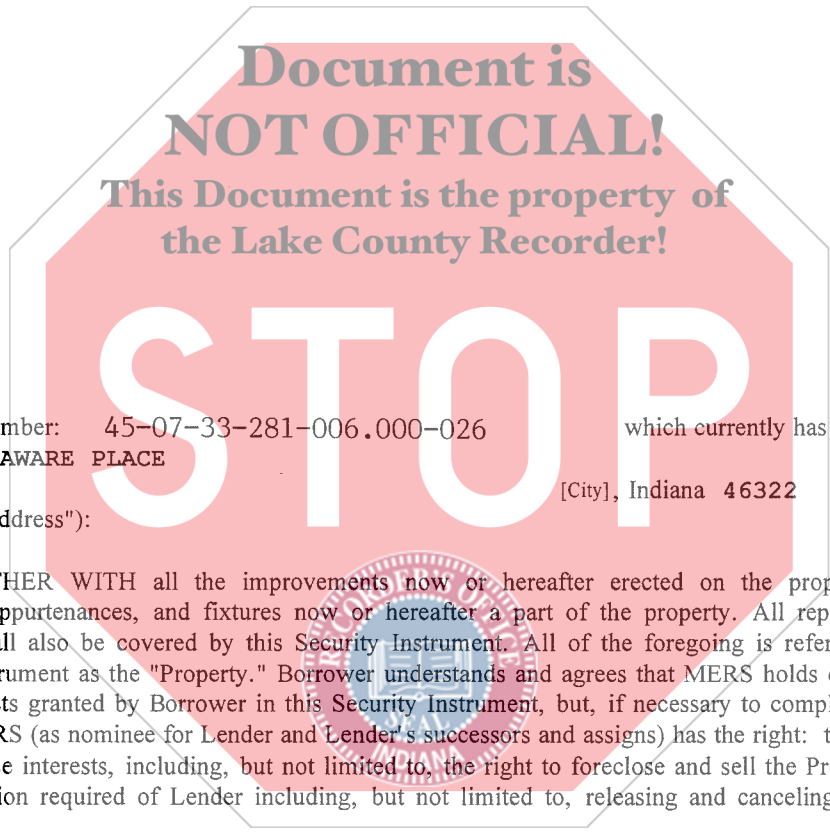 Document is
NOT OFFICIAL!
This Document is the property of
the Lake County Recorder!
STOP
mber: 45-07-33-281-006.000-026 which currently has
AWARE PLACE
[City], Indiana 46322
ddress"):
THER WITH all the improvements now or hereafter erected on the prop
ppurtenances, and fixtures now or hereafter a part of the property. All rep
ll also be covered by this Security Instrument. All of the foregoing is refer
rument as the "Property." Borrower understands and agrees that MERS holds
ts granted by Borrower in this Security Instrument, but, if necessary to compl
RS (as nominee for Lender and Lender's successors and assigns) has the right: t
e interests, including, but not limited to, the right to foreclose and sell the Pr
ion required of Lender including, but not limited to, releasing and canceling
RECORDERS OFFICE
SEAL
INDIANA